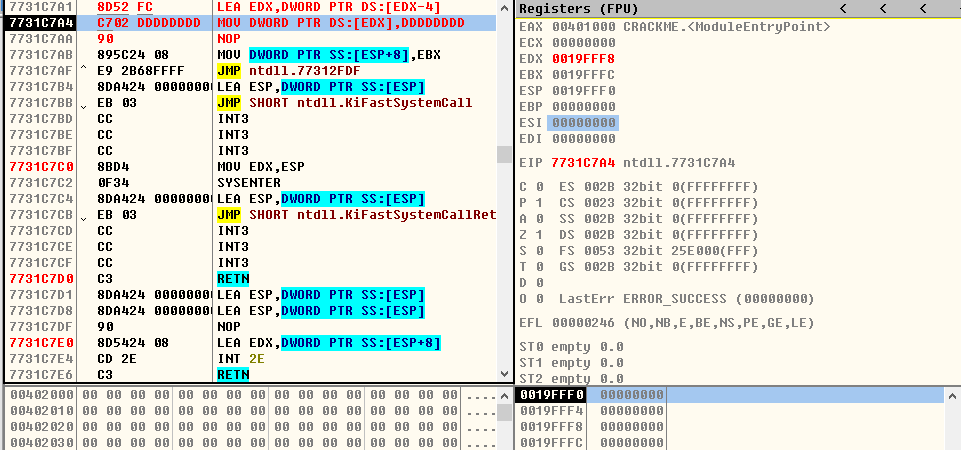 7731C7A1 8D52 FC LEA EDX,DWORD PTR DS:[EDX-4]
7731C7A4 C702 DDDDDDDD MOV DWORD PTR DS:[EDX],DDDDDDDD
7731C7AA 90 NOP
7731C7AB 895C24 08 MOV DWORD PTR SS:[ESP+8],EBX
7731C7AF ^ E9 2B68FFFF JMP ntdll.77312FDF
7731C7B4 8DA424 0000000 LEA ESP,DWORD PTR SS:[ESP]
7731C7BB ˇ EB 03 JMP SHORT ntdll.KiFastSystemCall
7731C7BD CC INT3
7731C7BE CC INT3
7731C7BF CC INT3
7731C7C0 8BD4 MOV EDX,ESP
7731C7C2 0F34 SYSENTER
7731C7C4 8DA424 0000000 LEA ESP,DWORD PTR SS:[ESP]
7731C7CB ˇ EB 03 JMP SHORT ntdll.KiFastSystemCallRet
7731C7CD CC INT3
7731C7CE CC INT3
7731C7CF CC INT3
7731C7D0 C3 RETN
7731C7D1 8DA424 0000000 LEA ESP,DWORD PTR SS:[ESP]
7731C7D8 8DA424 0000000 LEA ESP,DWORD PTR SS:[ESP]
7731C7DF 90 NOP
7731C7E0 8D5424 08 LEA EDX,DWORD PTR SS:[ESP+8]
7731C7E4 CD 2E INT 2E
7731C7E6 C3 RETN
Registers (FPU) < < <
EAX 00401000 CRACKME.<ModuleEntryPoint>
ECX 00000000
EDX 0019FFF8
EBX 0019FFFC
ESP 0019FFF0
EBP 00000000
ESI 00000000
EDI 00000000
EIP 7731C7A4 ntdll.7731C7A4
C 0 ES 002B 32bit 0(FFFFFFFF)
P 1 CS 0023 32bit 0(FFFFFFFF)
A 0 SS 002B 32bit 0(FFFFFFFF)
Z 1 DS 002B 32bit 0(FFFFFFFF)
S 0 FS 0053 32bit 25E000(FFF)
T 0 GS 002B 32bit 0(FFFFFFFF)
D 0
O 0 LastErr ERROR_SUCCESS (00000000)
EFL 00000246 (NO,NB,E,BE,NS,PE,GE,LE)
ST0 empty 0.0
ST1 empty 0.0
ST2 empty 0.0
00402000 00 00 00 00 00 00 00 00 00 00 00 00 00 00 00 00 ....
00402010 00 00 00 00 00 00 00 00 00 00 00 00 00 00 00 00 ....
00402020 00 00 00 00 00 00 00 00 00 00 00 00 00 00 00 00 ....
00402030 00 00 00 00 00 00 00 00 00 00 00 00 00 00 00 00 ....
0019FFF0 00000000
0019FFF4 00000000
0019FFF8 00000000
0019FFFC 00000000